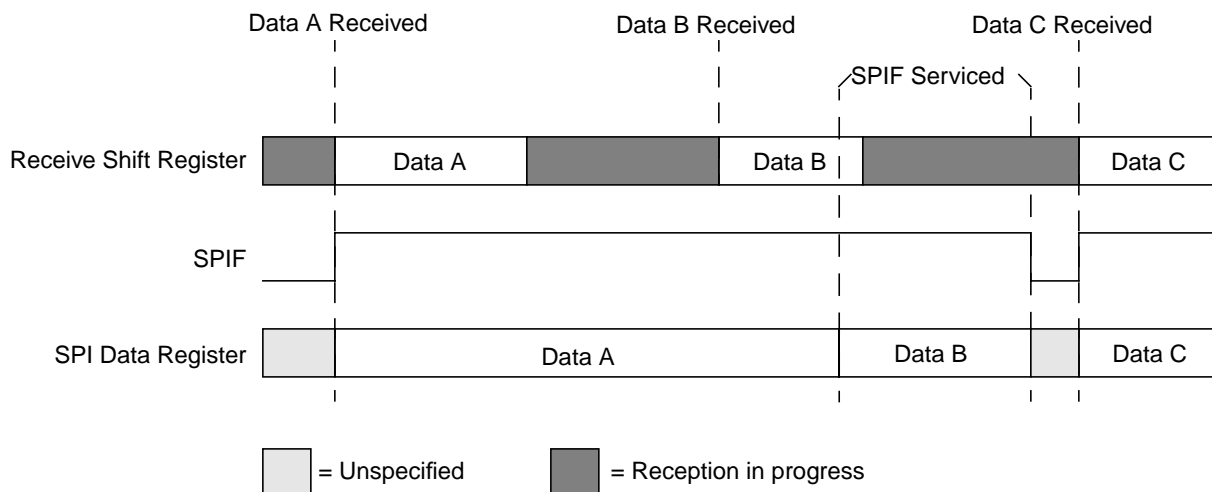 Data A Received
Data B Received
Data C Received
SPIF Serviced
Receive Shift Register
Data A
Data B
Data C
SPIF
SPI Data Register
Data A
Data B
Data C
= Unspecified
= Reception in progress